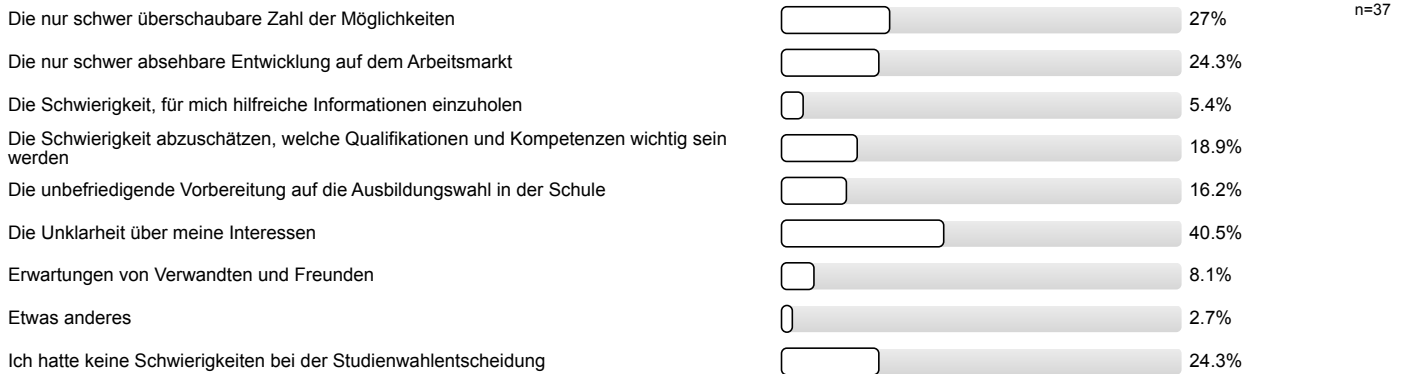 Die nur schwer überschaubare Zahl der Möglichkeiten 27% n=37
Die nur schwer absehbare Entwicklung auf dem Arbeitsmarkt 24.3%
Die Schwierigkeit, für mich hilfreiche Informationen einzuholen 5.4%
Die Schwierigkeit abzuschätzen, welche Qualifikationen und Kompetenzen wichtig sein
werden 18.9%
Die unbefriedigende Vorbereitung auf die Ausbildungswahl in der Schule 16.2%
Die Unklarheit über meine Interessen 40.5%
Erwartungen von Verwandten und Freunden 8.1%
Etwas anderes 2.7%
Ich hatte keine Schwierigkeiten bei der Studienwahlentscheidung 24.3%